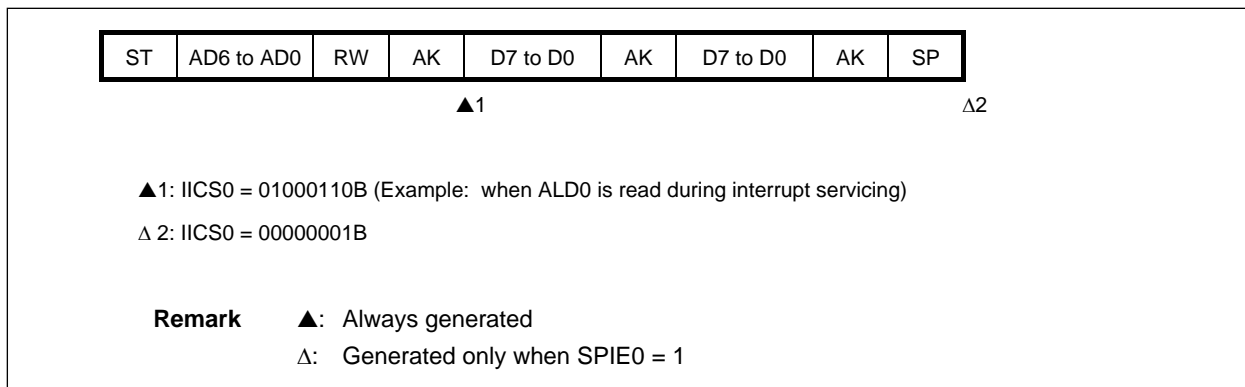 ST AD6 to AD0 RW AK D7 to D0 AK D7 to D0 AK SP
▲1 Δ2
▲1: IICS0 = 01000110B (Example: when ALD0 is read during interrupt servicing)
Δ 2: IICS0 = 00000001B
Remark ▲: Always generated
Δ: Generated only when SPIE0 = 1